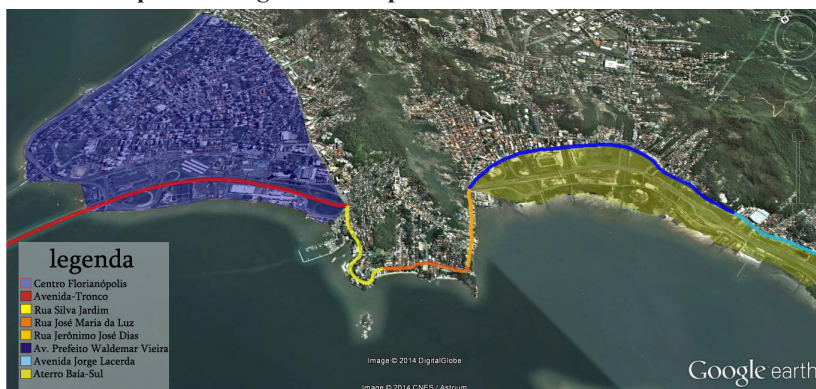 legenda
Centro Florianópolis
Avenida-Tronco
Rua Silva Jardim
Rua José Maria da Luz
Rua Jerônimo José Dias
Av. Prefeito Waldemar Vieira
Avenida Jorge Lacerda
Aterro Baía-Sul
Image © 2014 DigitalGlobe
Image © 2014 CNES / Astrium
Google earth